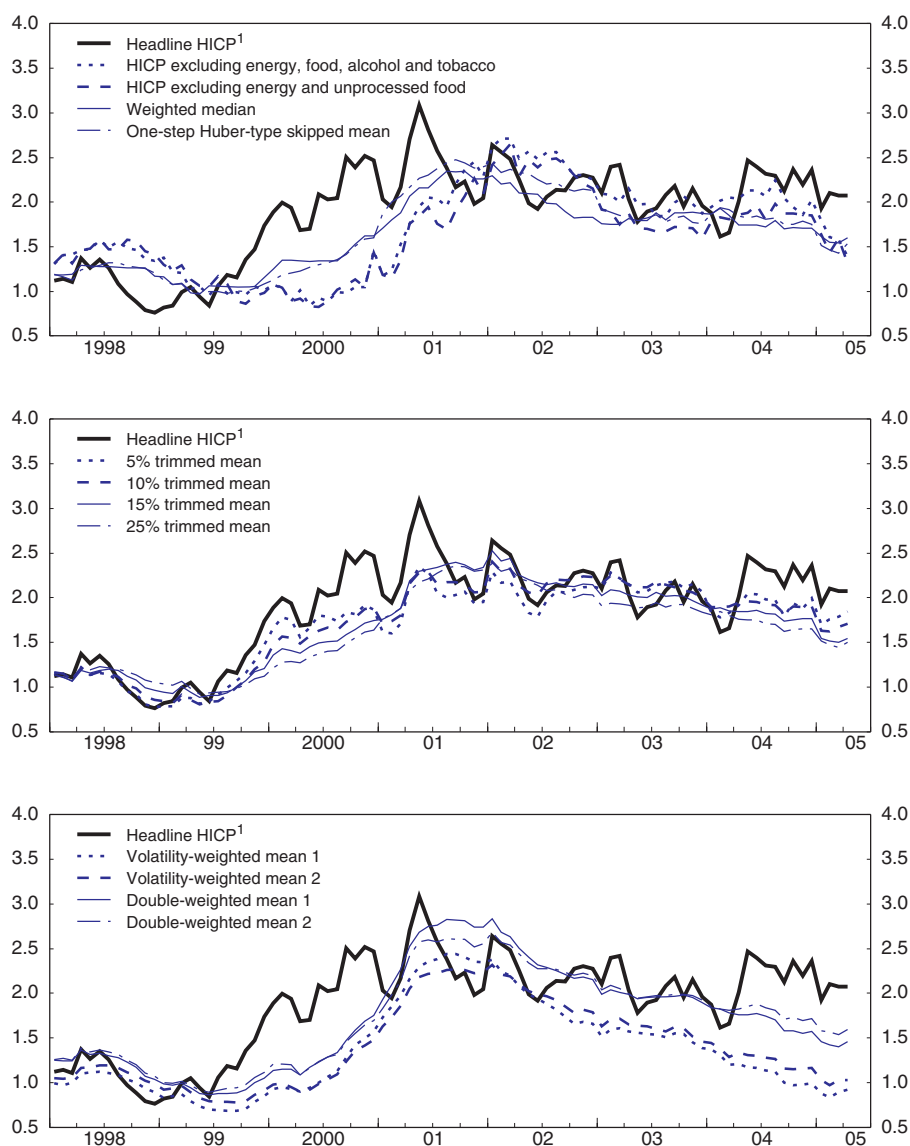 4.0 4.0
Headline HICP1
3.5 3.5
HICP excluding energy, food, alcohol and tobacco
HICP excluding energy and unprocessed food
3.0 3.0
Weighted median
One-step Huber-type skipped mean
2.5 2.5
2.0 2.0
1.5 1.5
1.0 1.0
0.5 0.5
1998 99 2000 01 02 03 04 05
4.0 4.0
Headline HICP1
3.5 3.5
5% trimmed mean
10% trimmed mean
3.0 3.0
15% trimmed mean
25% trimmed mean
2.5 2.5
2.0 2.0
1.5 1.5
1.0 1.0
0.5 0.5
1998 99 2000 01 02 03 04 05
4.0 4.0
Headline HICP1
3.5 3.5
Volatility-weighted mean 1
Volatility-weighted mean 2
3.0 3.0
Double-weighted mean 1
Double-weighted mean 2
2.5 2.5
2.0 2.0
1.5 1.5
1.0 1.0
0.5 0.5
1998 99 2000 01 02 03 04 05